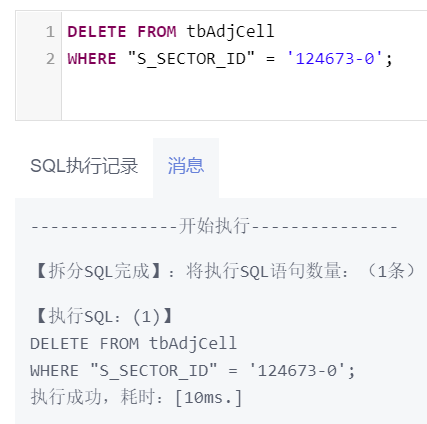 1 DELETE FROM tbAdjCell
2 WHERE "S_SECTOR_ID" = '124673-0';
SQL执行记录 消息
---------------开始执行---------------
【拆分SQL完成】：将执行SQL语句数量：（1条）
【执行SQL：(1)】
DELETE FROM tbAdjCell
WHERE "S_SECTOR_ID" = '124673-0';
执行成功，耗时：[10ms.]